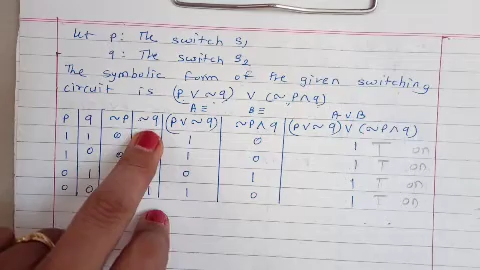 Let p: The switch S1
q: The switch S2
The symbolic form of the given switching
circuit is (p ∨ ~q) ∨ (~p ∧ q)
A ≡ B ≡ A ∨ B
p q ~p ~q (p ∨ ~q) ~p ∧ q (p ∨ ~q) ∨ (~p ∧ q)
1 1 0 1 0 1 T on
1 0 1 0 1 T on
0 1 0 1 1 T on
0 0 1 0 1 T on